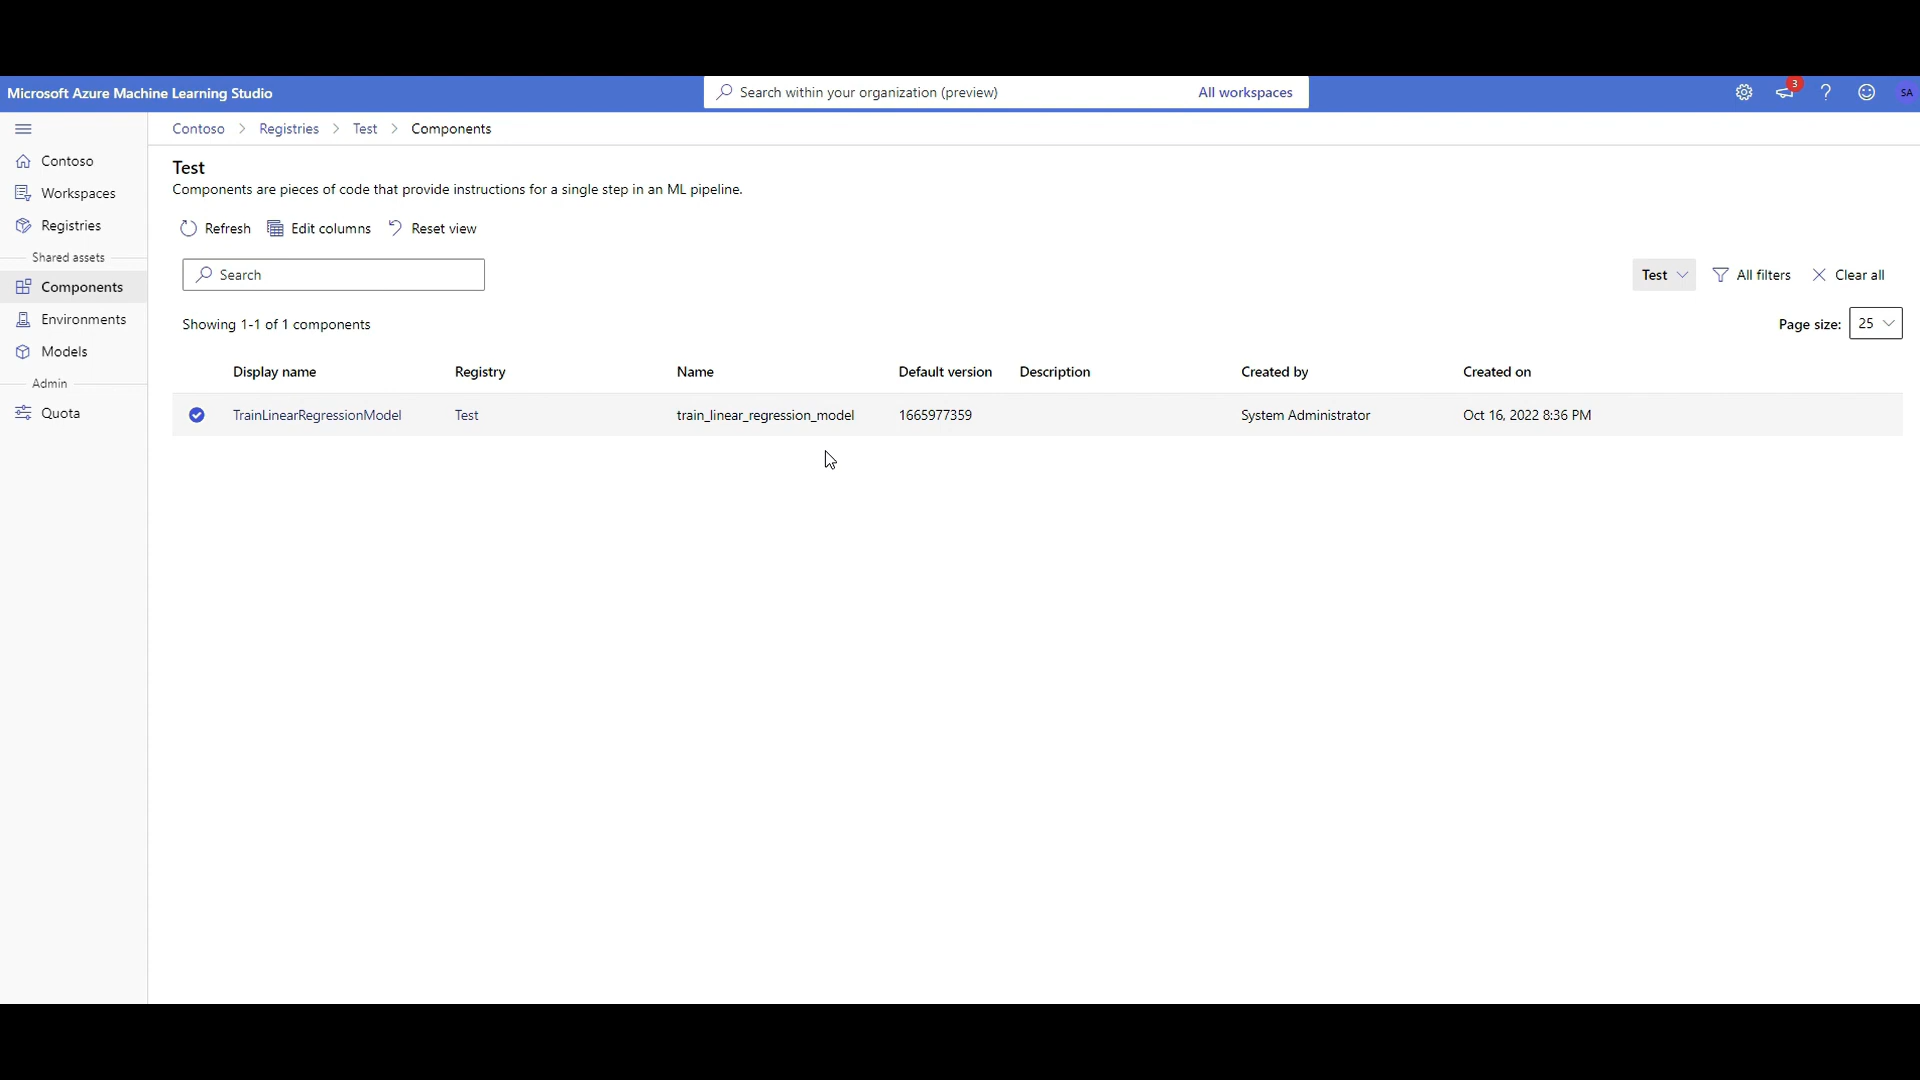 Microsoft Azure Machine Learning Studio
Search within your organization (preview)
All workspaces
3
SA
Contoso
Workspaces
Registries
Shared assets
Components
Environments
Models
Admin
Quota
Contoso > Registries > Test > Components
Test
Components are pieces of code that provide instructions for a single step in an ML pipeline.
Refresh Edit columns Reset view
Search
Test All filters Clear all
Showing 1-1 of 1 components
Page size: 25
Display name Registry Name Default version Description Created by Created on
TrainLinearRegressionModel Test train_linear_regression_model 1665977359 System Administrator Oct 16, 2022 8:36 PM